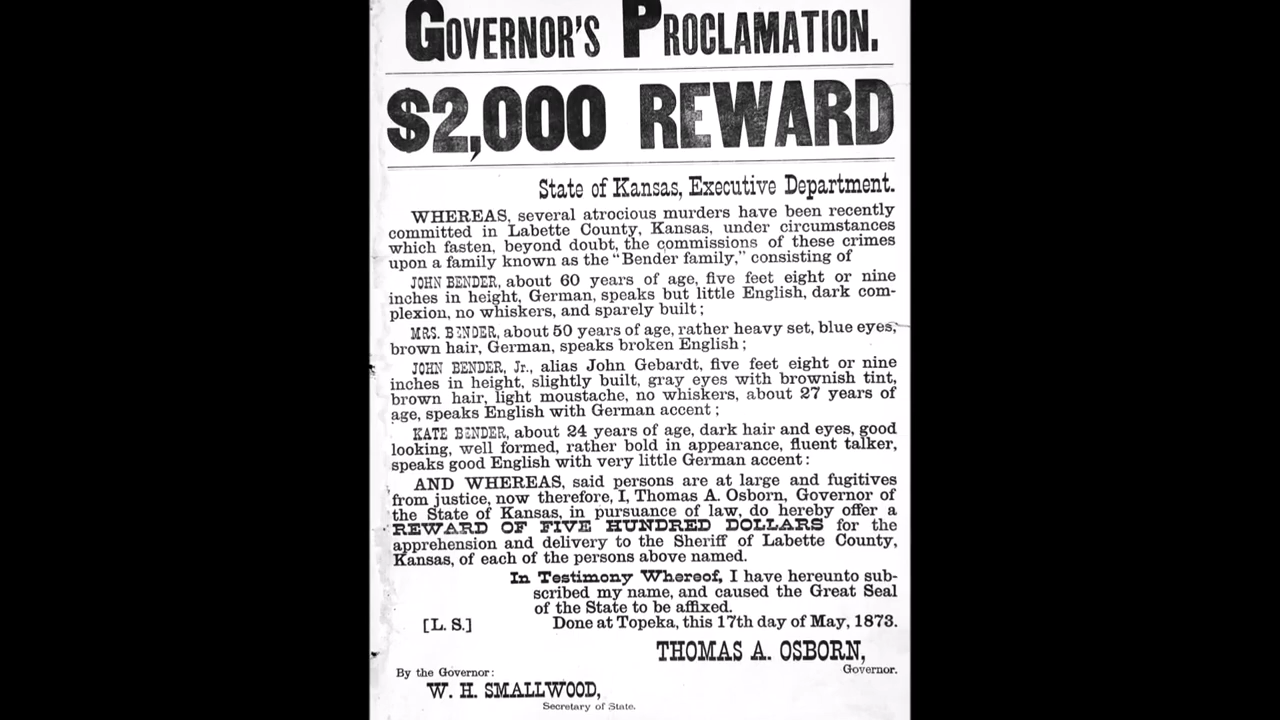 GOVERNOR'S PROCLAMATION.
$2,000 REWARD
State of Kansas, Executive Department.
WHEREAS, several atrocious murders have been recently
committed in Labette County, Kansas, under circumstances
which fasten, beyond doubt, the commissions of these crimes
upon a family known as the "Bender family," consisting of
JOHN BENDER, about 60 years of age, five feet eight or nine
inches in height, German, speaks but little English, dark com-
plexion, no whiskers, and sparely built;
MRS. BENDER, about 50 years of age, rather heavy set, blue eyes,
brown hair, German, speaks broken English;
JOHN BENDER, Jr., alias John Gebardt, five feet eight or nine
inches in height, slightly built, gray eyes with brownish tint,
brown hair, light moustache, no whiskers, about 27 years of
age, speaks English with German accent;
KATE BENDER, about 24 years of age, dark hair and eyes, good
looking, well formed, rather bold in appearance, fluent talker,
speaks good English with very little German accent:
AND WHEREAS, said persons are at large and fugitives
from justice, now therefore, I, Thomas A. Osborn, Governor of
the State of Kansas, in pursuance of law, do hereby offer a
REWARD OF FIVE HUNDRED DOLLARS for the
apprehension and delivery to the Sheriff of Labette County,
Kansas, of each of the persons above named.
In Testimony Whereof, I have hereunto sub-
scribed my name, and caused the Great Seal
of the State to be affixed.
[L. S.] Done at Topeka, this 17th day of May, 1873.
THOMAS A. OSBORN,
Governor.
By the Governor:
W. H. SMALLWOOD,
Secretary of State.